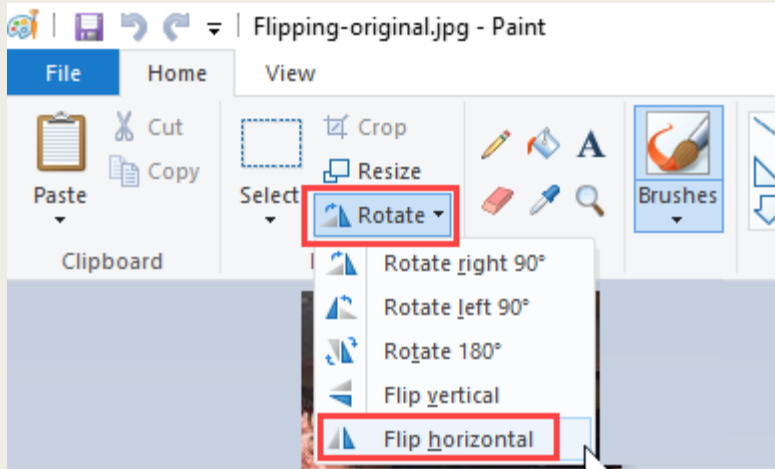 Flipping-original.jpg - Paint
File Home View
Cut
Copy
Paste
Clipboard
Crop
Resize
Select
Rotate
A
Brushes
Rotate right 90°
Rotate left 90°
Rotate 180°
Flip vertical
Flip horizontal